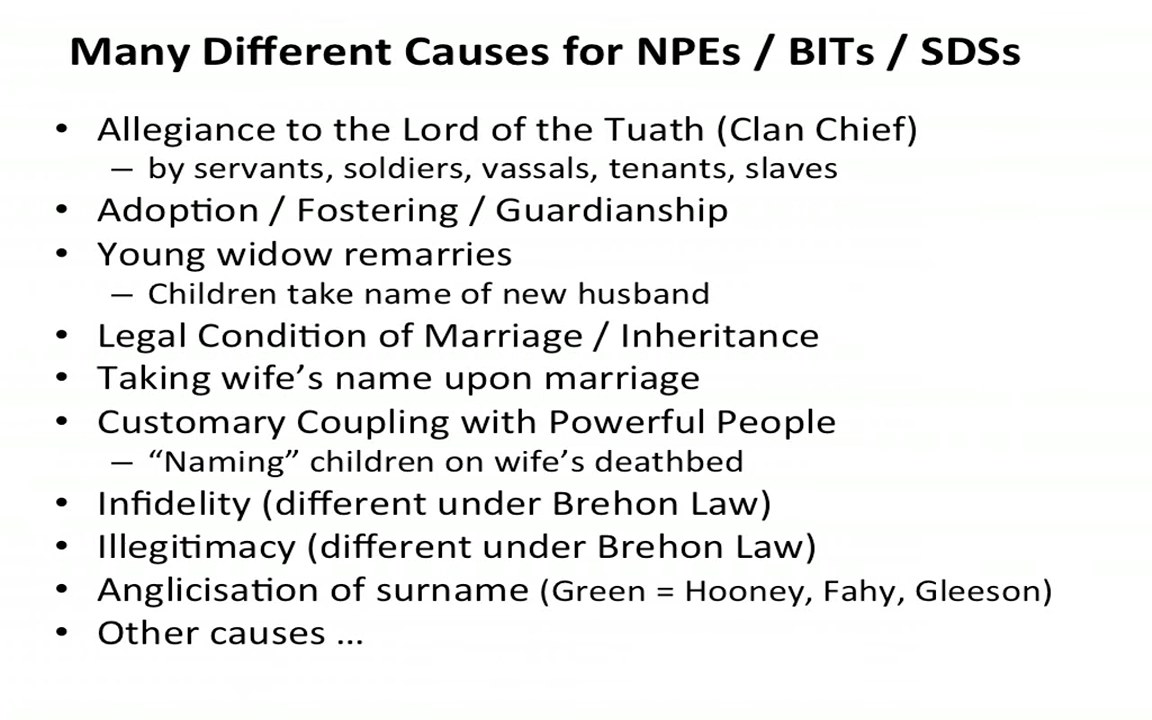 Many Different Causes for NPEs / BITs / SDSs
• Allegiance to the Lord of the Tuath (Clan Chief)
– by servants, soldiers, vassals, tenants, slaves
• Adoption / Fostering / Guardianship
• Young widow remarries
– Children take name of new husband
• Legal Condition of Marriage / Inheritance
• Taking wife’s name upon marriage
• Customary Coupling with Powerful People
– “Naming” children on wife’s deathbed
• Infidelity (different under Brehon Law)
• Illegitimacy (different under Brehon Law)
• Anglicisation of surname (Green = Hooney, Fahy, Gleeson)
• Other causes ...